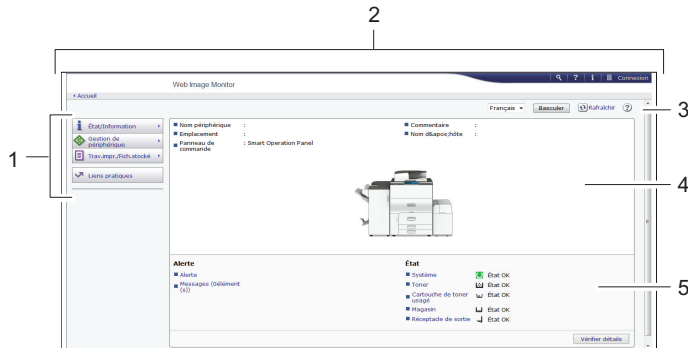 2
Web Image Monitor
? i Connexion
Accueil
Français Basculer Rafraîchir ?
3
1
État/Information
Gestion de
périphérique
Trav.impr./Fich.stocké
Liens pratiques
Nom périphérique :
Emplacement :
Panneau de
commande : Smart Operation Panel
Commentaire :
Nom d&apos;hôte :
4
Alerte
Alerte
Messages (0élément
(s))
État
Système État OK
Toner État OK
Cartouche de toner
usagé État OK
Magasin État OK
Réceptacle de sortie État OK
5
Vérifier détails